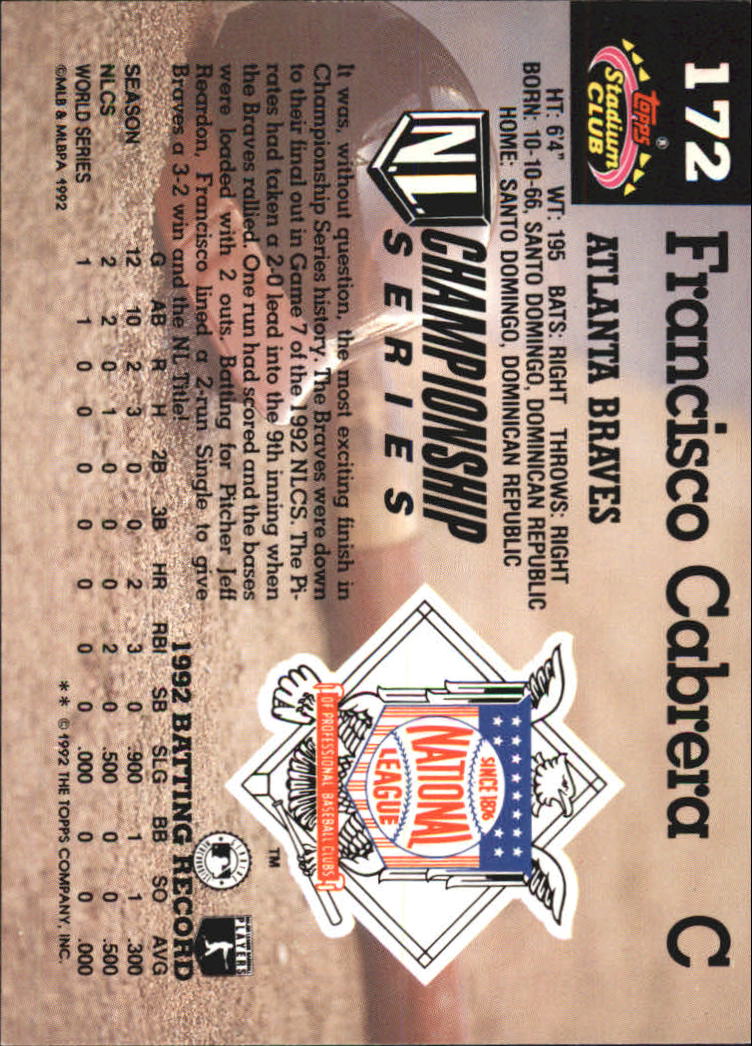 172
Francisco Cabrera C
topps®
Stadium
CLUB
ATLANTA BRAVES
HT: 6'4" WT: 195 BATS: RIGHT THROWS: RIGHT
BORN: 10-10-66, SANTO DOMINGO, DOMINICAN REPUBLIC
HOME: SANTO DOMINGO, DOMINICAN REPUBLIC
N.L.
CHAMPIONSHIP
SERIES
SINCE 1876
NATIONAL
LEAGUE
OF PROFESSIONAL BASEBALL CLUBS
TM
It was, without question, the most exciting finish in
Championship Series history. The Braves were down
to their final out in Game 7 of the 1992 NLCS. The Pi-
rates had taken a 2-0 lead into the 9th inning when
the Braves rallied. One run had scored and the bases
were loaded with 2 outs. Batting for Pitcher Jeff
Reardon, Francisco lined a 2-run Single to give
Braves a 3-2 win and the NL Title!
PLAYERS
1992 BATTING RECORD
G AB R H 2B 3B HR RBI SB SLG BB SO AVG
SEASON 12 10 2 3 0 0 2 3 0 .900 1 1 .300
NLCS 2 2 0 1 0 0 0 2 0 .500 0 0 .500
WORLD SERIES 1 1 0 0 0 0 0 0 0 .000 0 0 .000
©MLB & MLBPA 1992
** ©1992 THE TOPPS COMPANY, INC.